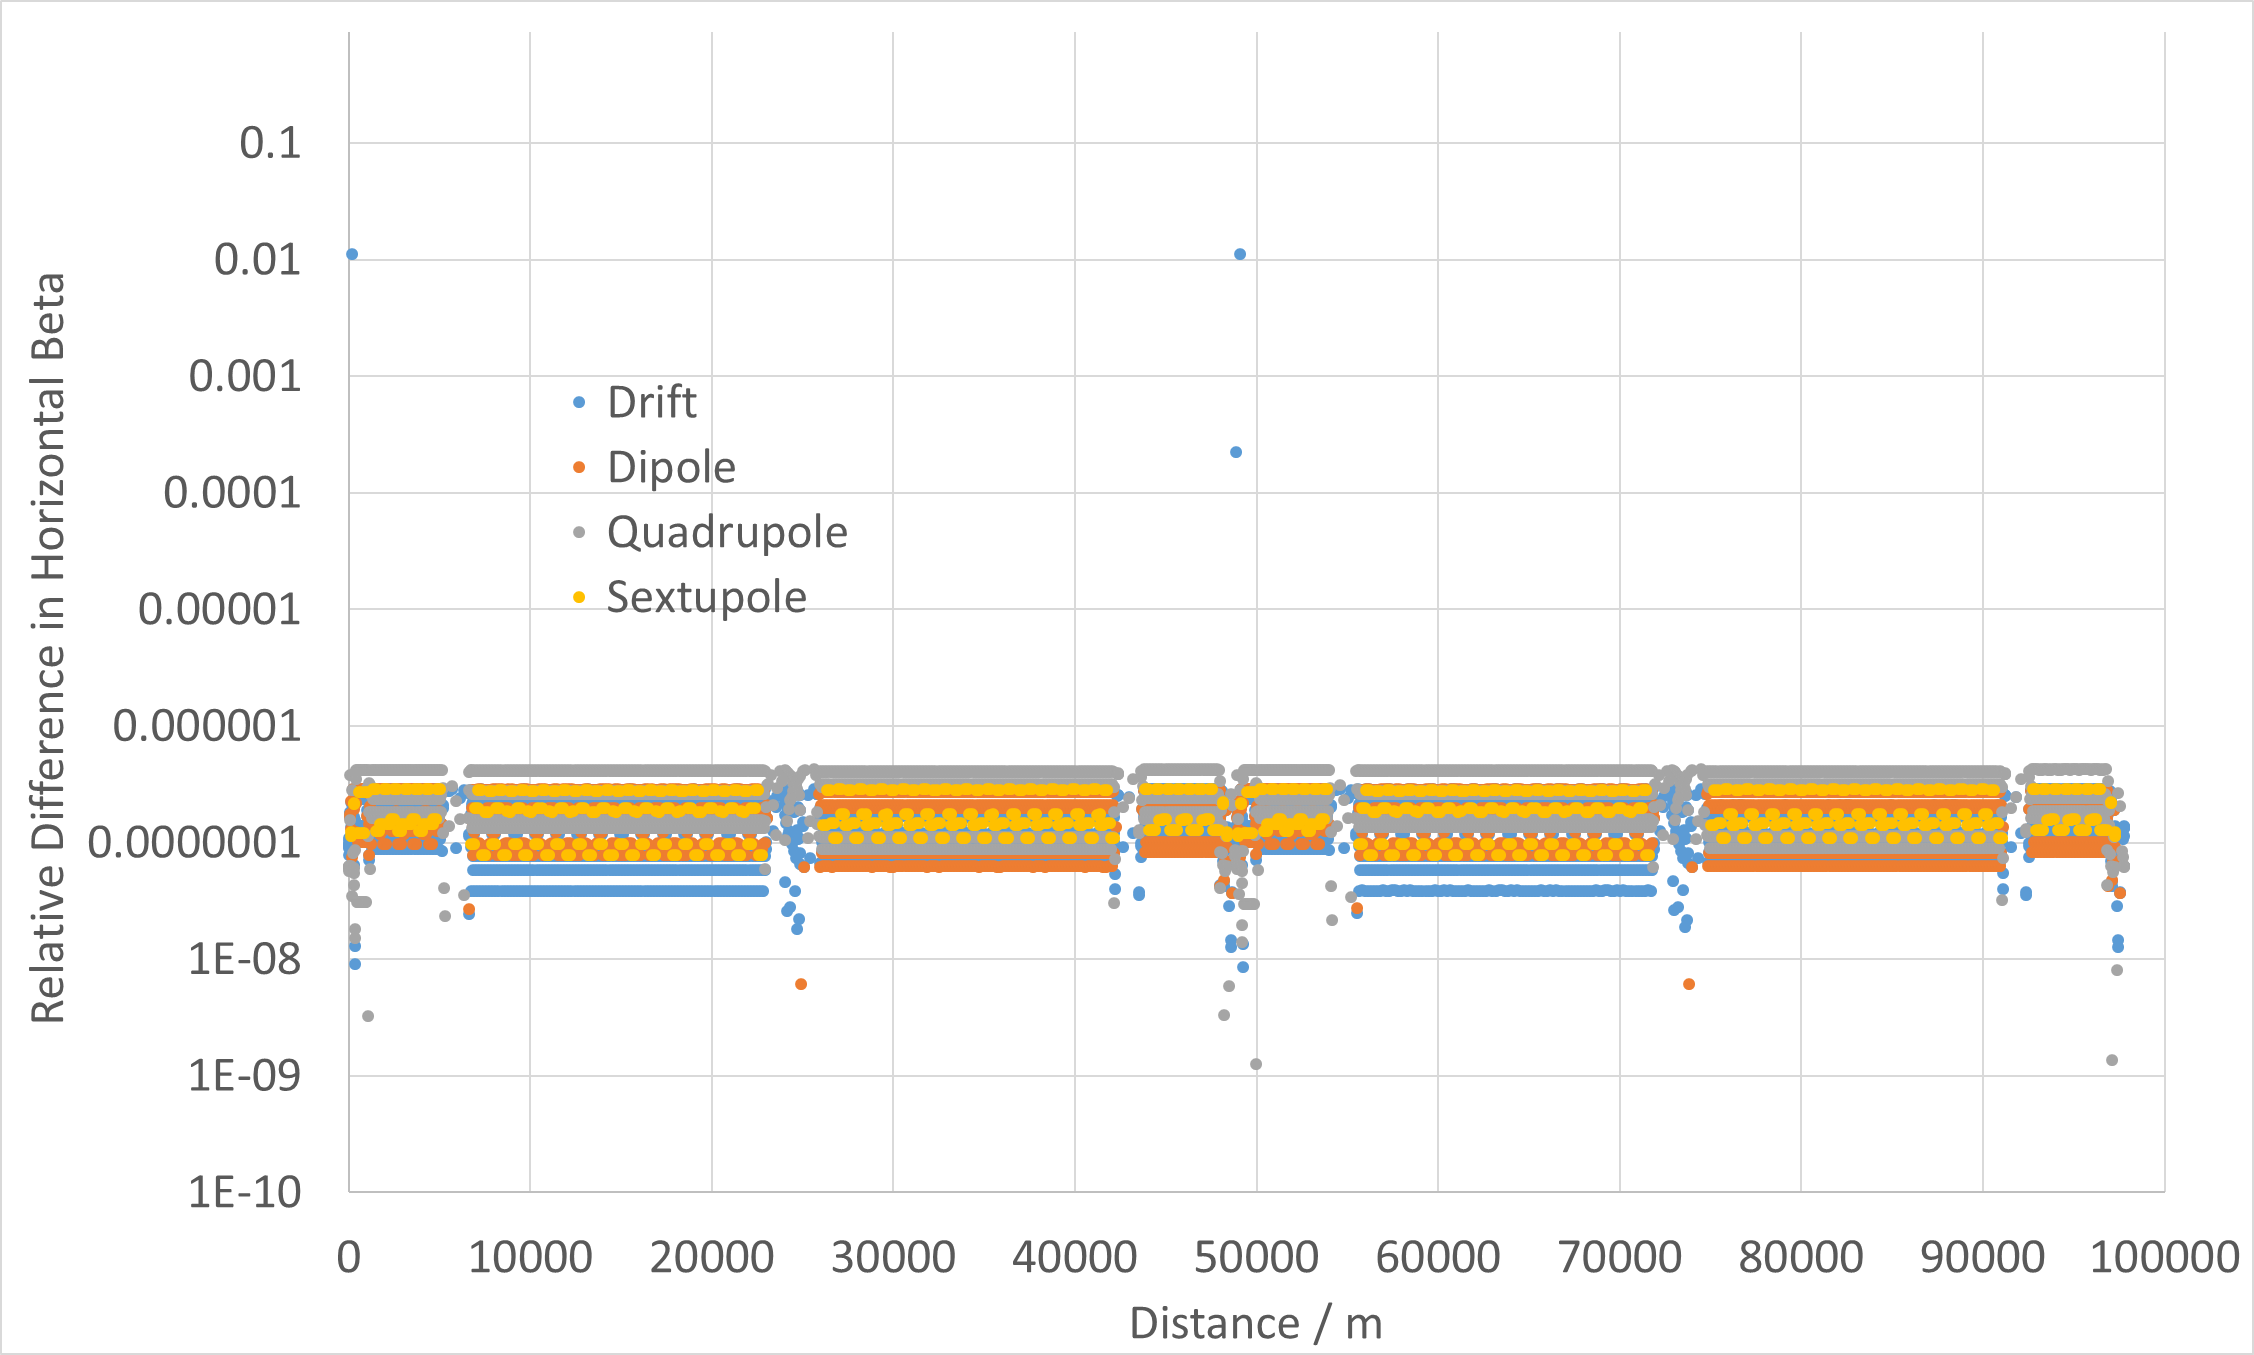 0.1
0.01
0.001
0.0001
0.00001
0.000001
0.0000001
1E-08
1E-09
1E-10
Relative Difference in Horizontal Beta
Drift
Dipole
Quadrupole
Sextupole
0 10000 20000 30000 40000 50000 60000 70000 80000 90000 100000
Distance / m